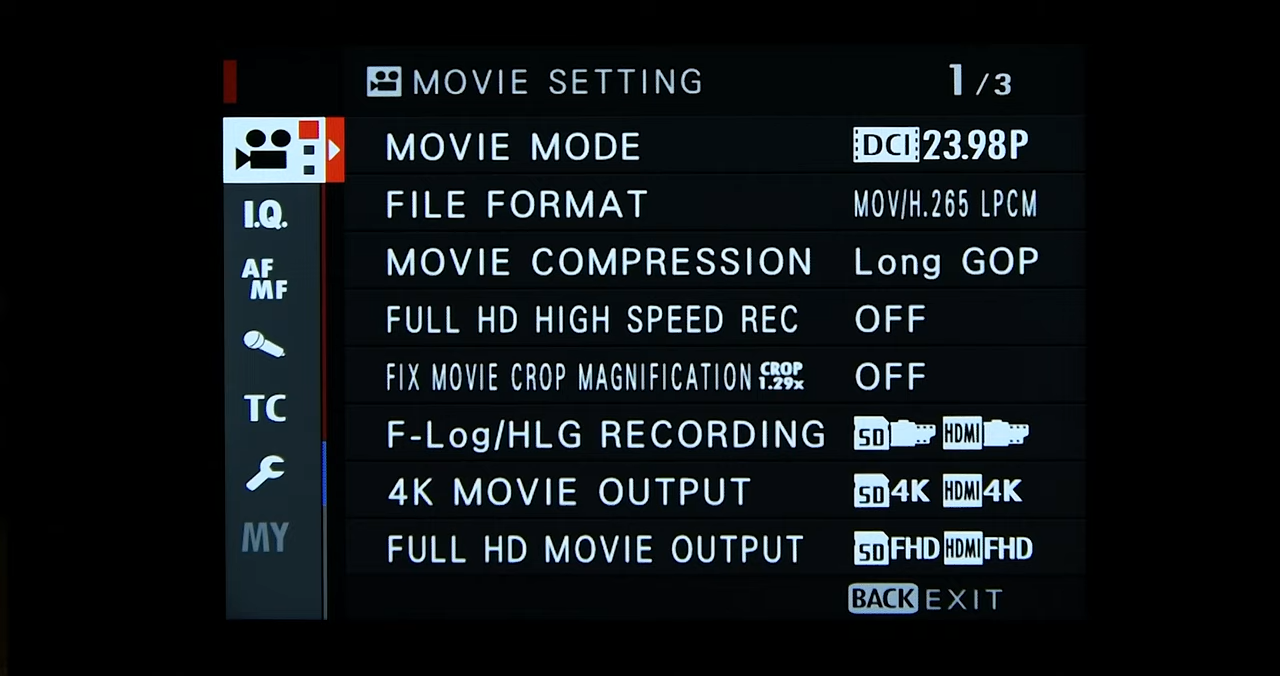 MOVIE SETTING 1/3
MOVIE MODE DCI 23.98P
FILE FORMAT MOV/H.265 LPCM
MOVIE COMPRESSION Long GOP
FULL HD HIGH SPEED REC OFF
FIX MOVIE CROP MAGNIFICATION CROP 1.29x OFF
F-Log/HLG RECORDING SD HDMI
4K MOVIE OUTPUT SD 4K HDMI 4K
FULL HD MOVIE OUTPUT SD FHD HDMI FHD
BACK EXIT
I.Q.
AF
MF
TC
MY